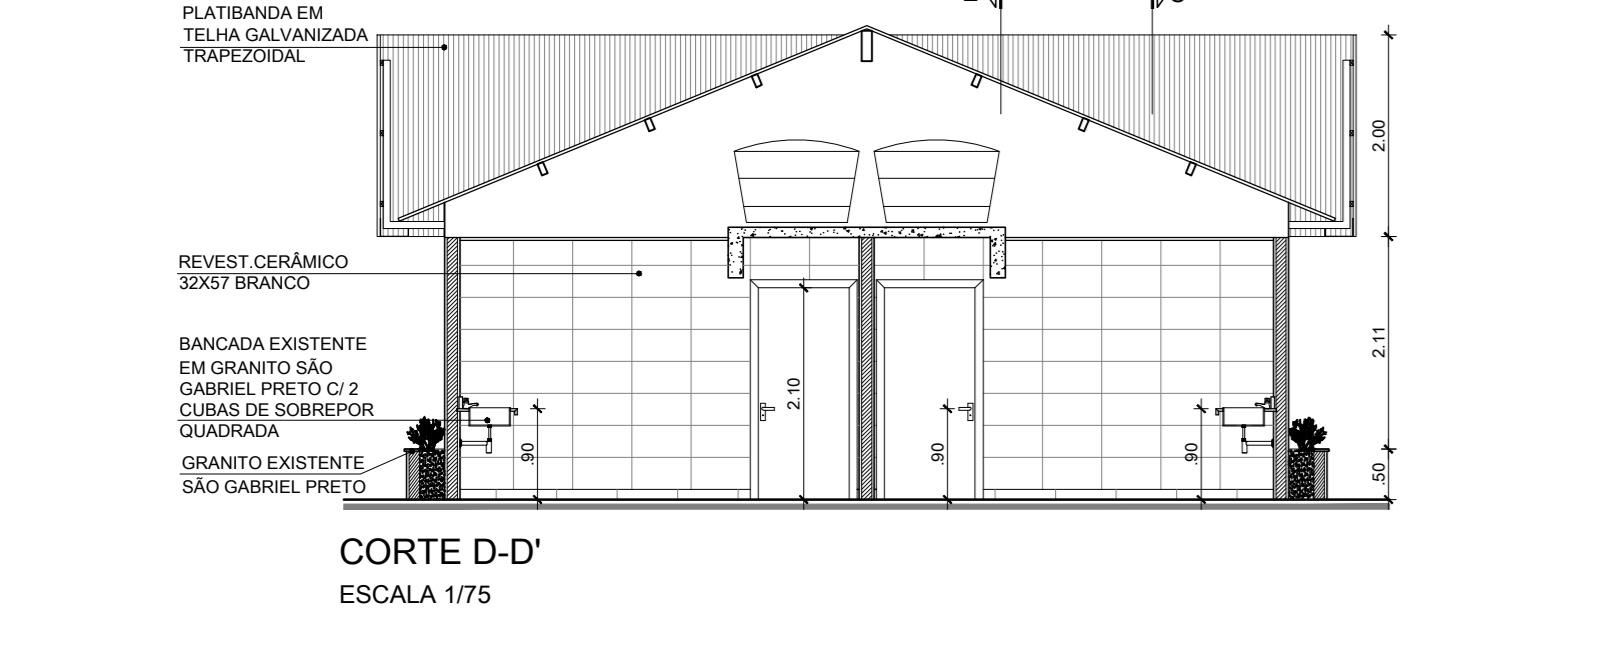 PLATIBANDA EM
TELHA GALVANIZADA
TRAPEZOIDAL
2.00
REVEST.CERÂMICO
32X57 BRANCO
2.11
BANCADA EXISTENTE
EM GRANITO SÃO
GABRIEL PRETO C/ 2
CUBAS DE SOBREPOR
QUADRADA
2.10
.90
.90
.90
GRANITO EXISTENTE
SÃO GABRIEL PRETO
.50
CORTE D-D'
ESCALA 1/75